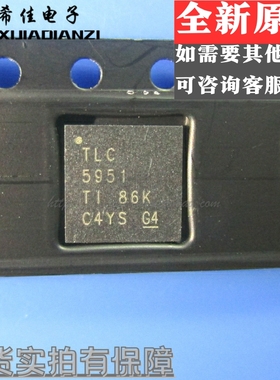 希佳电子
XIJIADIANZI
全新原
如需要其他
可咨询客服
TLC
5951
TI 86K
C4YS G4
货实拍有保障